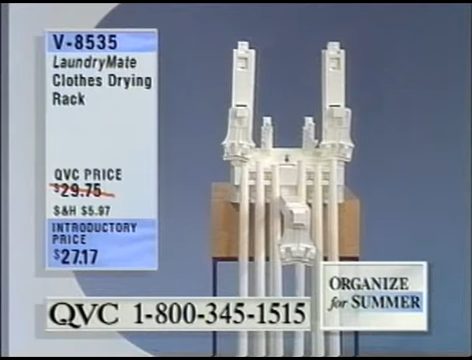 V-8535
LaundryMate
Clothes Drying
Rack
QVC PRICE
$29.75
S&H $5.97
INTRODUCTORY
PRICE
$27.17
ORGANIZE
for SUMMER
QVC 1-800-345-1515